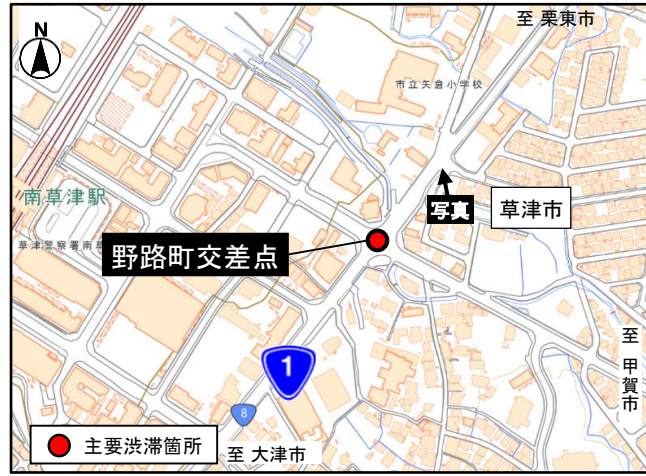 至 栗東市
N
市立矢倉小学校
南草津駅
写真
草津市
草津警察署南草
野路町交差点
1
8
至 甲賀市
主要渋滞箇所
至 大津市